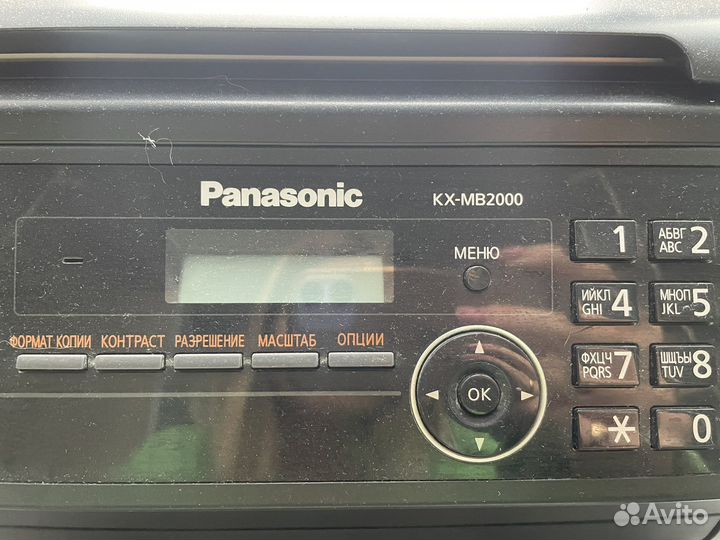 Panasonic
KX-MB2000
МЕНЮ
1
АБВГ 2
ABC
ИЙКЛ 4
GHI
МНОП 5
JKL
ФОРМАТ КОПИИ
КОНТРАСТ
РАЗРЕШЕНИЕ
МАСШТАБ
ОПЦИИ
ФХЦЧ 7
PQRS
ШЩЪЫ 8
TUV
OK
*
0
Avito